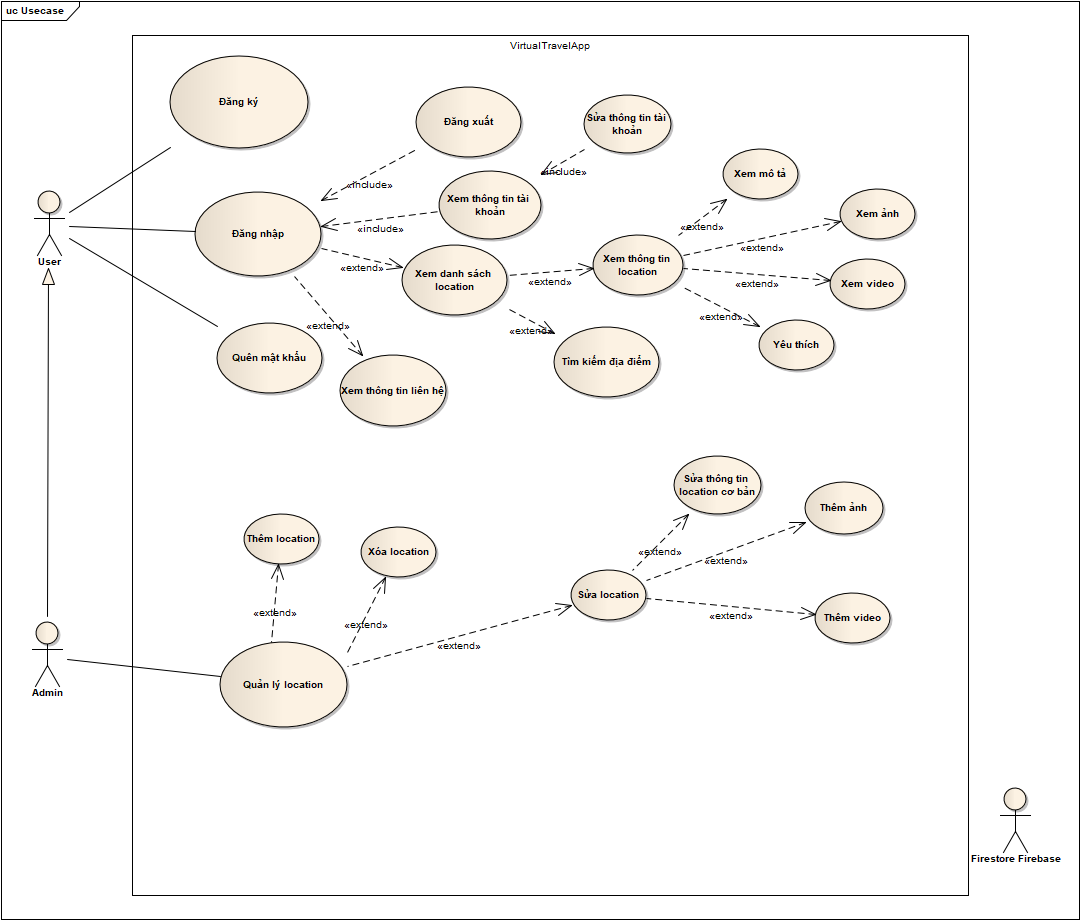 uc Usecase
VirtualTravelApp
Đăng ký
Đăng xuất
Sửa thông tin tài
khoản
«include»
«include»
Xem mô tả
Xem thông tin tài
khoản
Đăng nhập
«include»
Xem ảnh
«extend»
«extend»
Xem thông tin
location
«extend»
Xem danh sách
location
«extend»
«extend»
Xem video
«extend»
«extend»
«extend»
Yêu thích
Quên mật khẩu
Tìm kiếm địa điểm
Xem thông tin liên hệ
User
Sửa thông tin
location cơ bản
Thêm ảnh
Thêm location
Xóa location
«extend»
«extend»
Sửa location
«extend»
«extend»
«extend»
Thêm video
«extend»
Quản lý location
Admin
Firestore Firebase